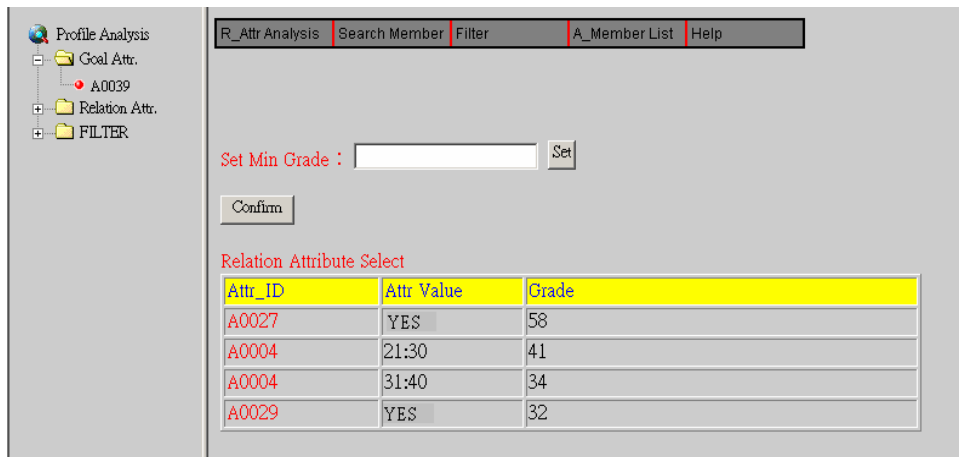 Profile Analysis
Goal Attr.
A0039
Relation Attr.
FILTER
R_Attr Analysis Search Member Filter A_Member List Help
Set Min Grade： Set
Confirm
Relation Attribute Select
Attr_ID Attr Value Grade
A0027 YES 58
A0004 21:30 41
A0004 31:40 34
A0029 YES 32